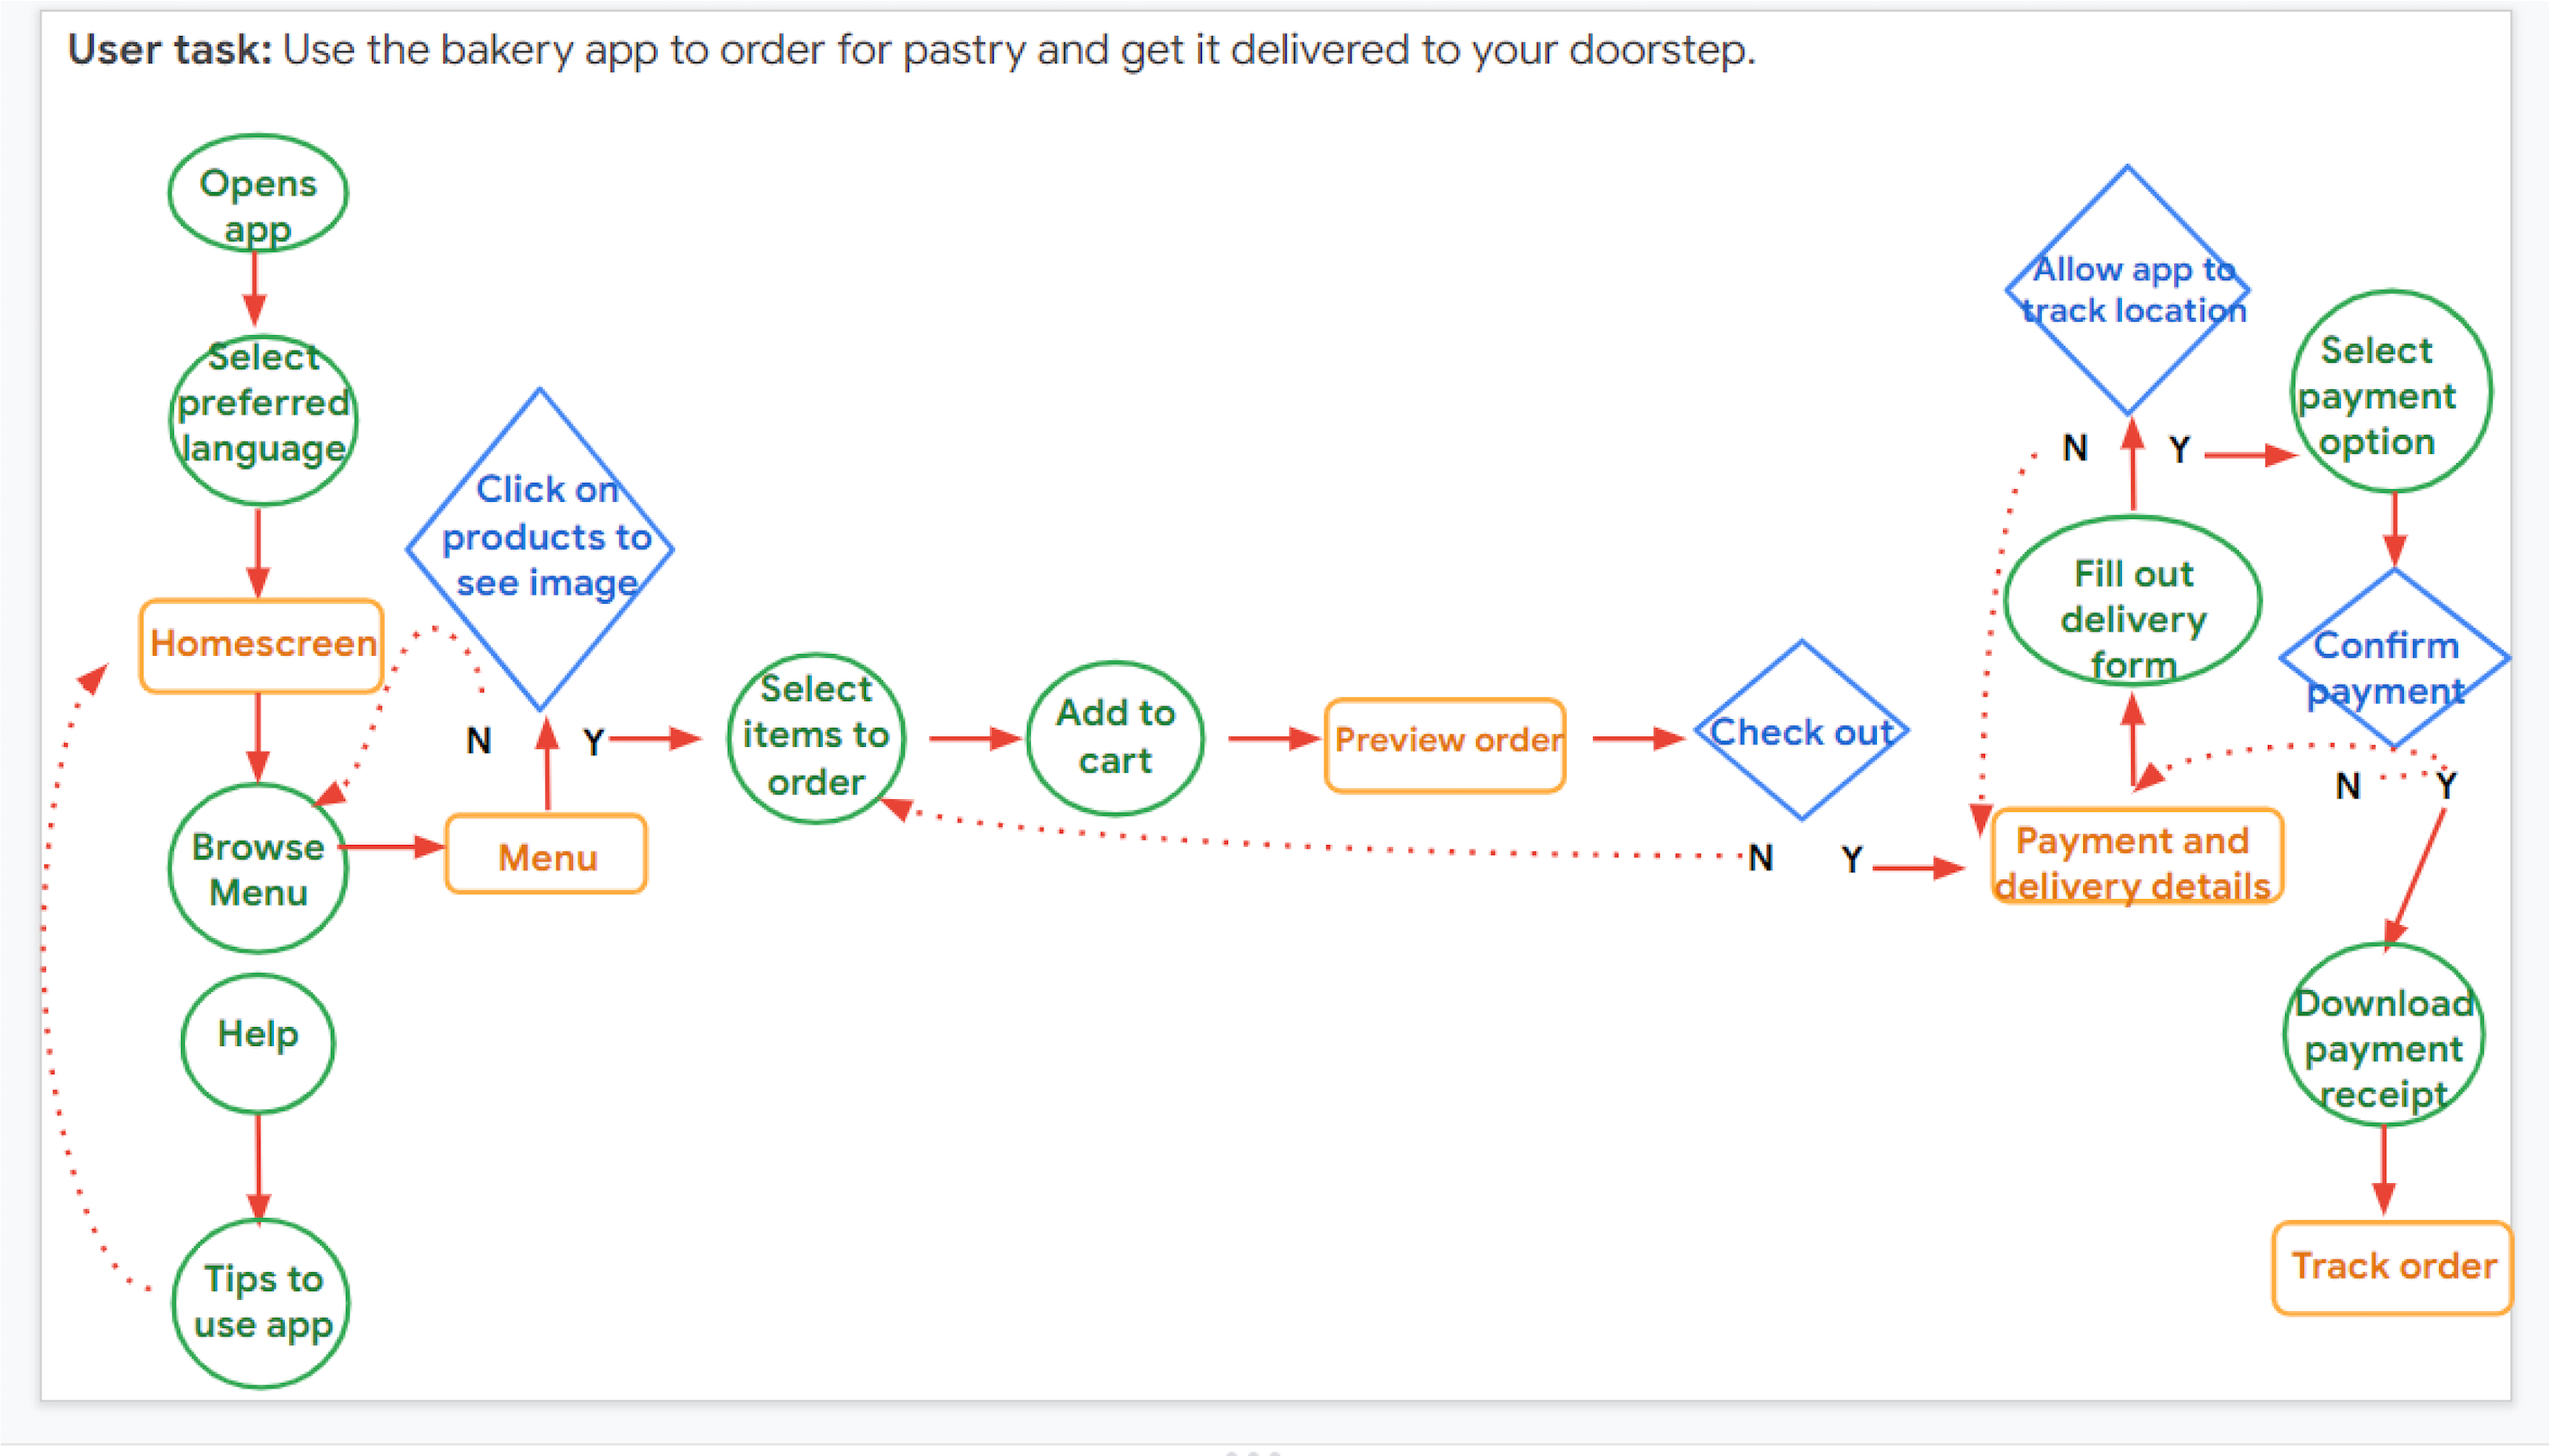 User task: Use the bakery app to order for pastry and get it delivered to your doorstep.
Opens
app
Select
preferred
language
Homescreen
Browse
Menu
Help
Tips to
use app
Menu
Click on
products to
see image
N
Y
Select
items to
order
Add to
cart
Preview order
Check out
N
Y
Payment and
delivery details
Fill out
delivery
form
Allow app to
track location
N
Y
Select
payment
option
Confirm
payment
N
Y
Download
payment
receipt
Track order